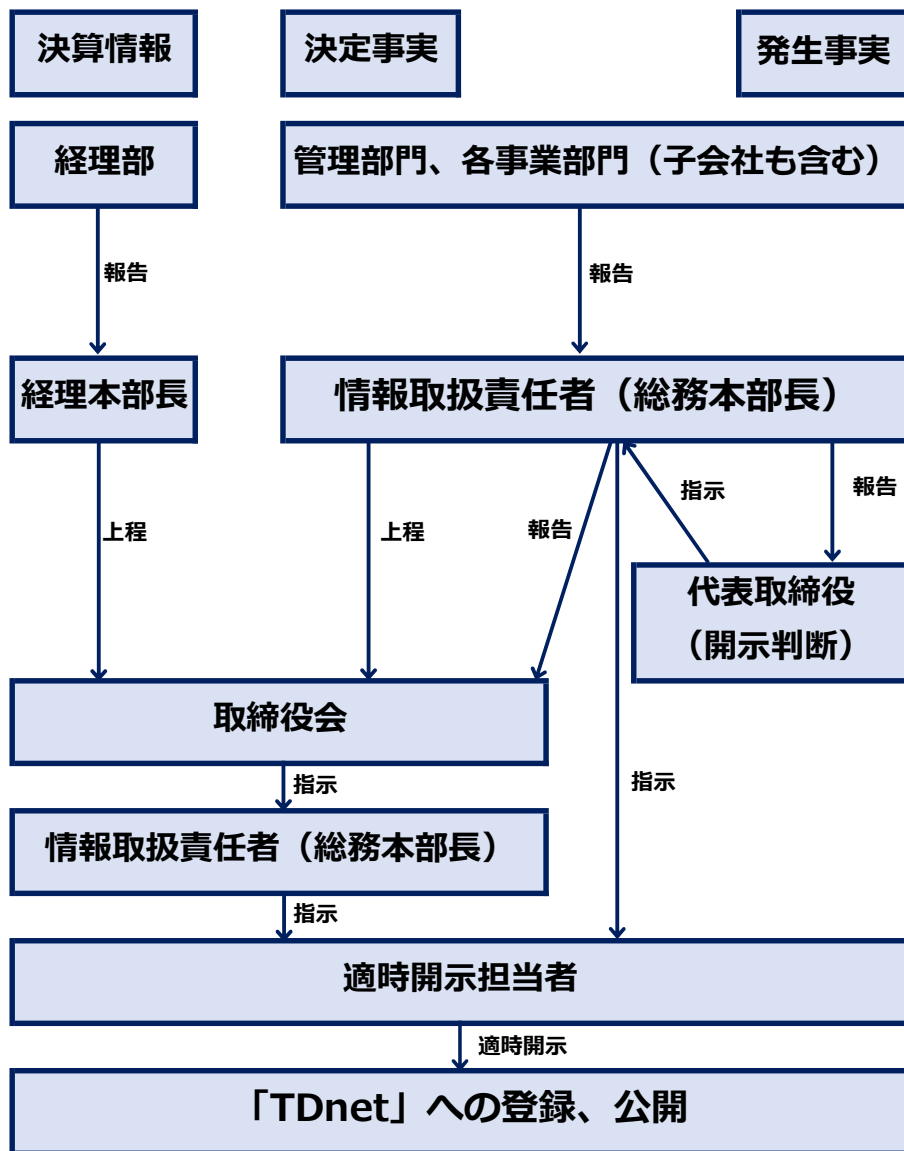 決算情報
決定事実
発生事実
経理部
管理部門、各事業部門（子会社も含む）
報告
報告
経理本部長
情報取扱責任者（総務本部長）
上程
上程
報告
指示
報告
代表取締役
（開示判断）
取締役会
指示
指示
情報取扱責任者（総務本部長）
指示
適時開示担当者
適時開示
「TDnet」への登録、公開